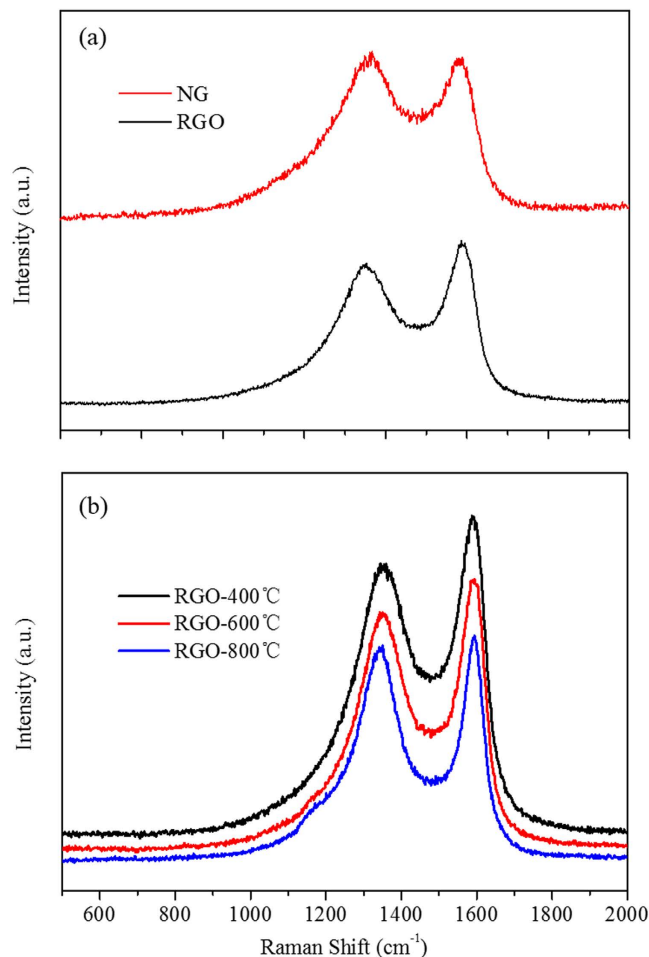 (a)
NG
RGO
Intensity (a.u.)
(b)
RGO-400℃
RGO-600℃
RGO-800℃
Intensity (a.u.)
600 800 1000 1200 1400 1600 1800 2000
Raman Shift (cm⁻¹)